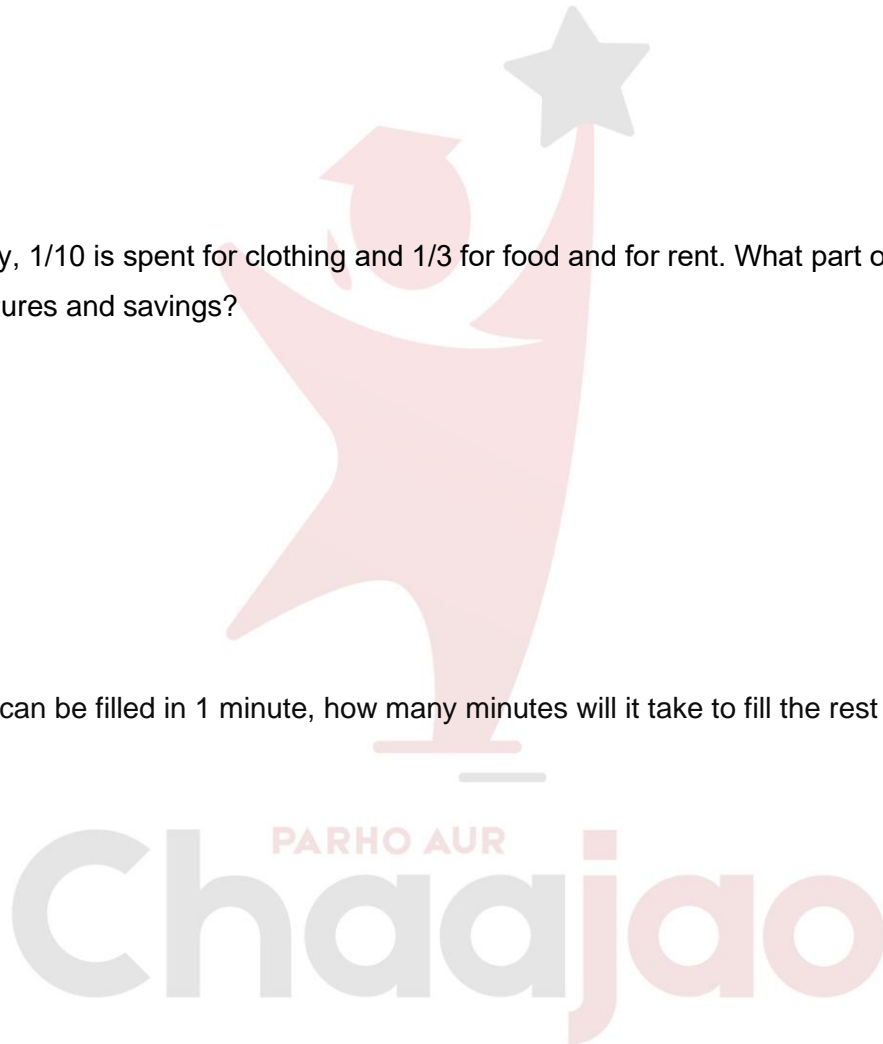 y, 1/10 is spent for clothing and 1/3 for food and for rent. What part o
ures and savings?
can be filled in 1 minute, how many minutes will it take to fill the rest
PARHO AUR
Chaajao